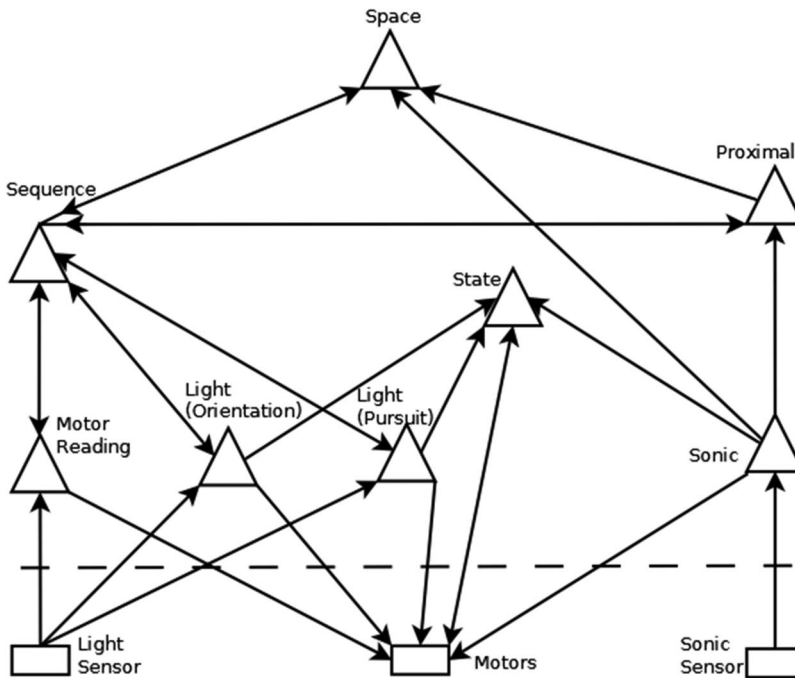 Space
Proximal
Sequence
State
Light
(Orientation)
Light
(Pursuit)
Motor
Reading
Sonic
Light
Sensor
Motors
Sonic
Sensor